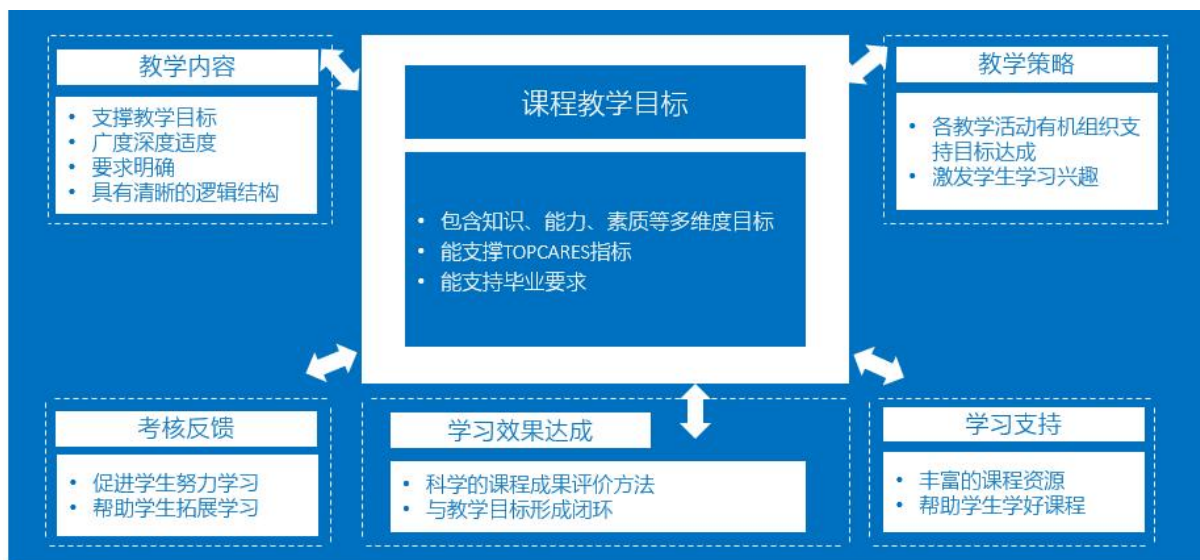 教学内容
• 支撑教学目标
• 广度深度适度
• 要求明确
• 具有清晰的逻辑结构
课程教学目标
• 包含知识、能力、素质等多维度目标
• 能支撑TOPCARES指标
• 能支持毕业要求
教学策略
• 各教学活动有机组织支
持目标达成
• 激发学生学习兴趣
考核反馈
• 促进学生努力学习
• 帮助学生拓展学习
学习效果达成
• 科学的课程成果评价方法
• 与教学目标形成闭环
学习支持
• 丰富的课程资源
• 帮助学生学好课程